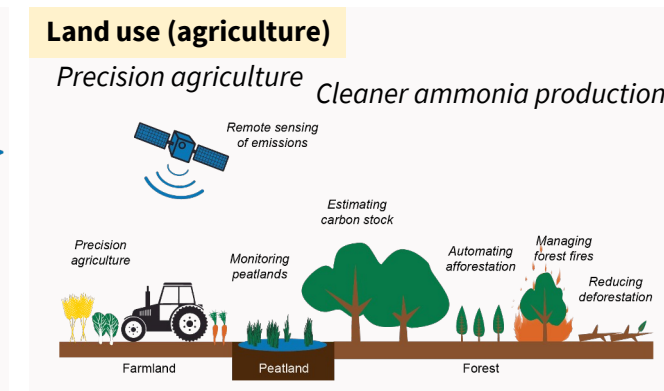 Land use (agriculture)
Precision agriculture
Cleaner ammonia production
Remote sensing
of emissions
Estimating
carbon stock
Precision
agriculture
Monitoring
peatlands
Automating
afforestation
Managing
forest fires
Reducing
deforestation
Farmland
Peatland
Forest